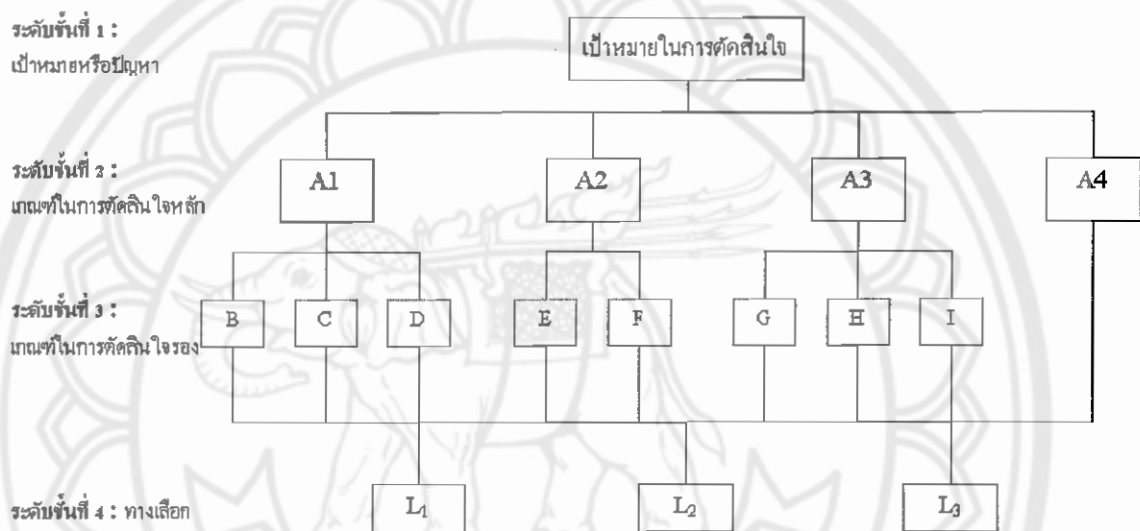 ระดับชั้นที่ 1 :
เป้าหมายหรือปัญหา
เป้าหมายในการตัดสินใจ
ระดับชั้นที่ 2 :
เกณฑ์ในการตัดสินใจหลัก
A1 A2 A3 A4
ระดับชั้นที่ 3 :
เกณฑ์ในการตัดสินใจรอง
B C D E F G H I
ระดับชั้นที่ 4 : ทางเลือก
L₁ L₂ L₃